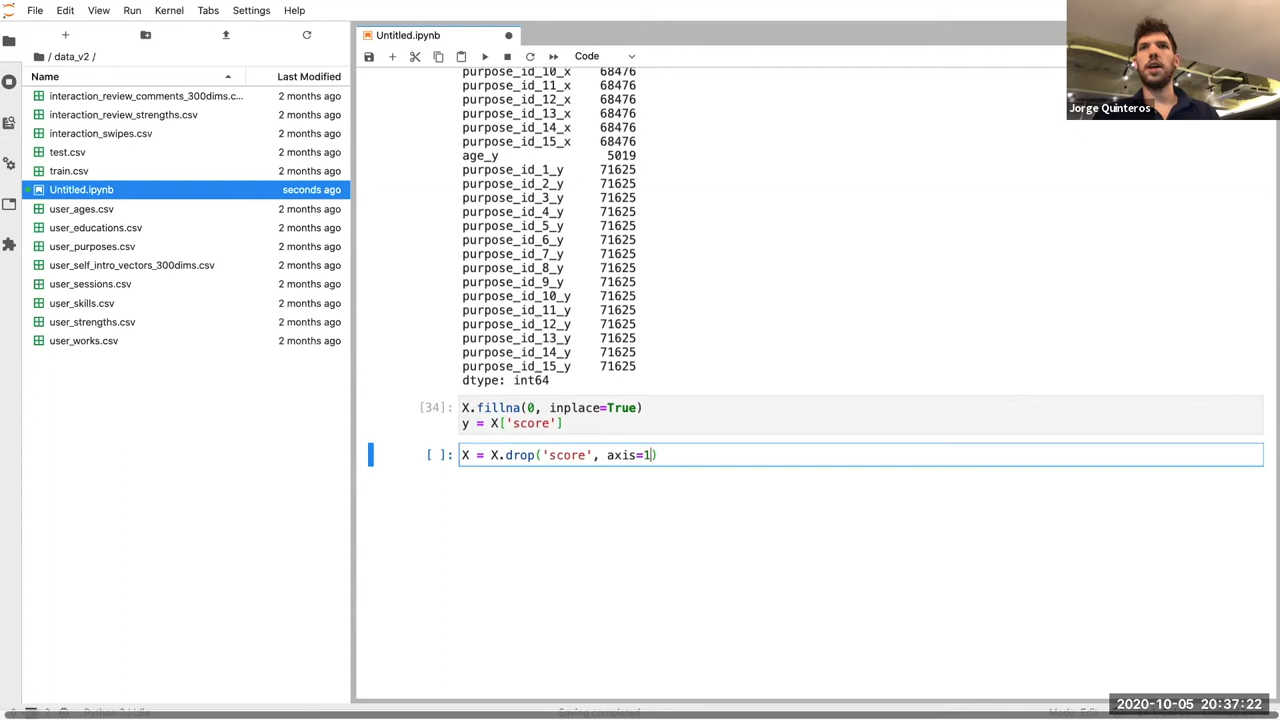 File Edit View Run Kernel Tabs Settings Help
Untitled.ipynb
/ data_v2 /
Code
Name Last Modified
interaction_review_comments_300dims.c... 2 months ago
interaction_review_strengths.csv 2 months ago
interaction_swipes.csv 2 months ago
test.csv 2 months ago
train.csv 2 months ago
Untitled.ipynb seconds ago
user_ages.csv 2 months ago
user_educations.csv 2 months ago
user_purposes.csv 2 months ago
user_self_intro_vectors_300dims.csv 2 months ago
user_sessions.csv 2 months ago
user_skills.csv 2 months ago
user_strengths.csv 2 months ago
user_works.csv 2 months ago
purpose_id_10_x 68476
purpose_id_11_x 68476
purpose_id_12_x 68476
purpose_id_13_x 68476
purpose_id_14_x 68476
purpose_id_15_x 68476
age_y 5019
purpose_id_1_y 71625
purpose_id_2_y 71625
purpose_id_3_y 71625
purpose_id_4_y 71625
purpose_id_5_y 71625
purpose_id_6_y 71625
purpose_id_7_y 71625
purpose_id_8_y 71625
purpose_id_9_y 71625
purpose_id_10_y 71625
purpose_id_11_y 71625
purpose_id_12_y 71625
purpose_id_13_y 71625
purpose_id_14_y 71625
purpose_id_15_y 71625
dtype: int64
[34]: X.fillna(0, inplace=True)
y = X['score']
[ ]: X = X.drop('score', axis=1)
Jorge Quinteros
2020-10-05 20:37:22